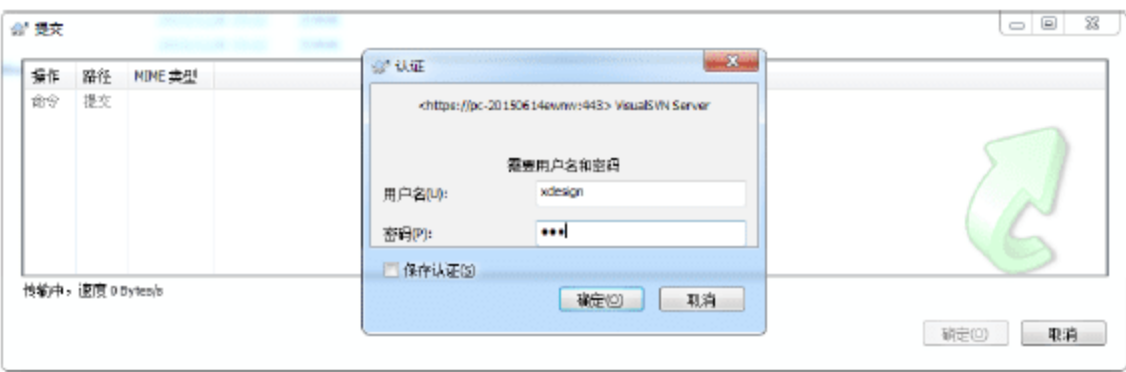 提交
操作 路径 MIME 类型
命令 提交
认证
<https://pc-20150614ewnw:443> VisualSVN Server
需要用户名和密码
用户名(U): xdesign
密码(P): •••
保存认证(S)
确定(O) 取消
传输中，速度 0 Bytes/s
确定(O) 取消